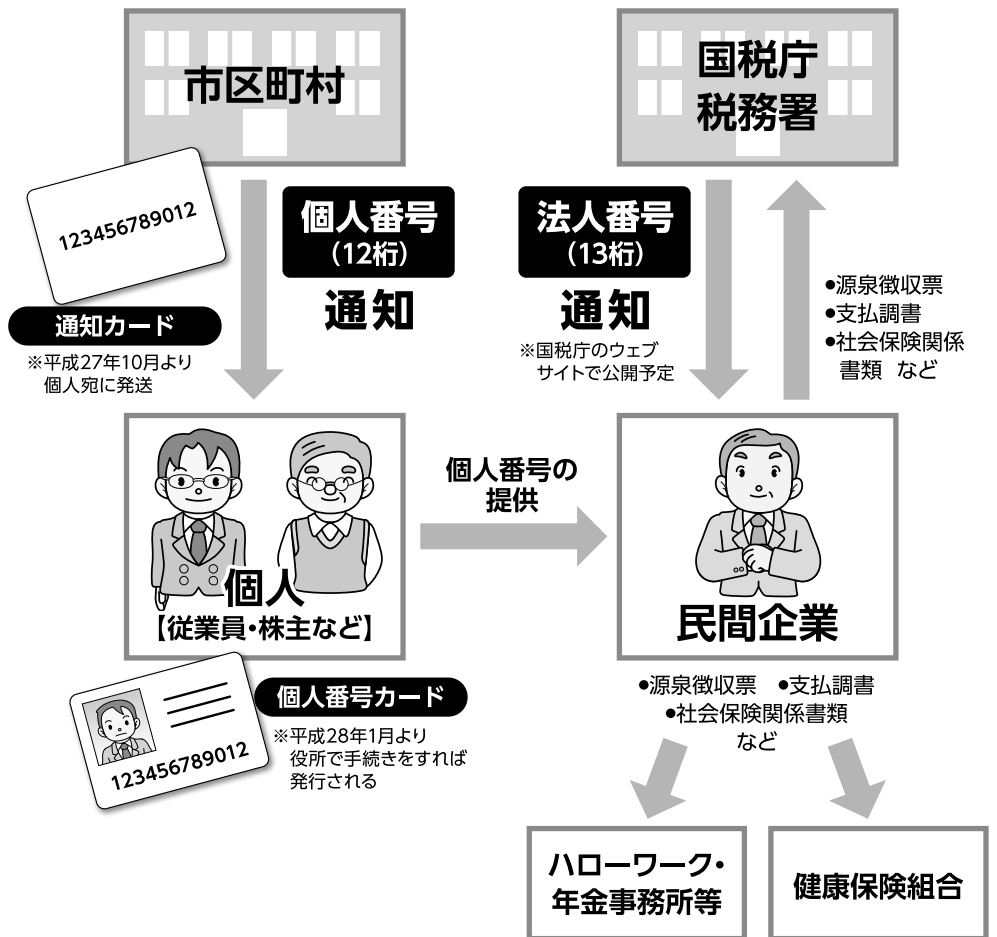 市区町村
国税庁
税務署
123456789012
個人番号
（12桁）
通知
法人番号
（13桁）
通知
※国税庁のウェブ
サイトで公開予定
●源泉徴収票
●支払調書
●社会保険関係
書類 など
通知カード
※平成27年10月より
個人宛に発送
個人番号の
提供
個人
【従業員・株主など】
民間企業
個人番号カード
※平成28年1月より
役所で手続きをすれば
発行される
123456789012
●源泉徴収票 ●支払調書
●社会保険関係書類
など
ハローワーク・
年金事務所等
健康保険組合